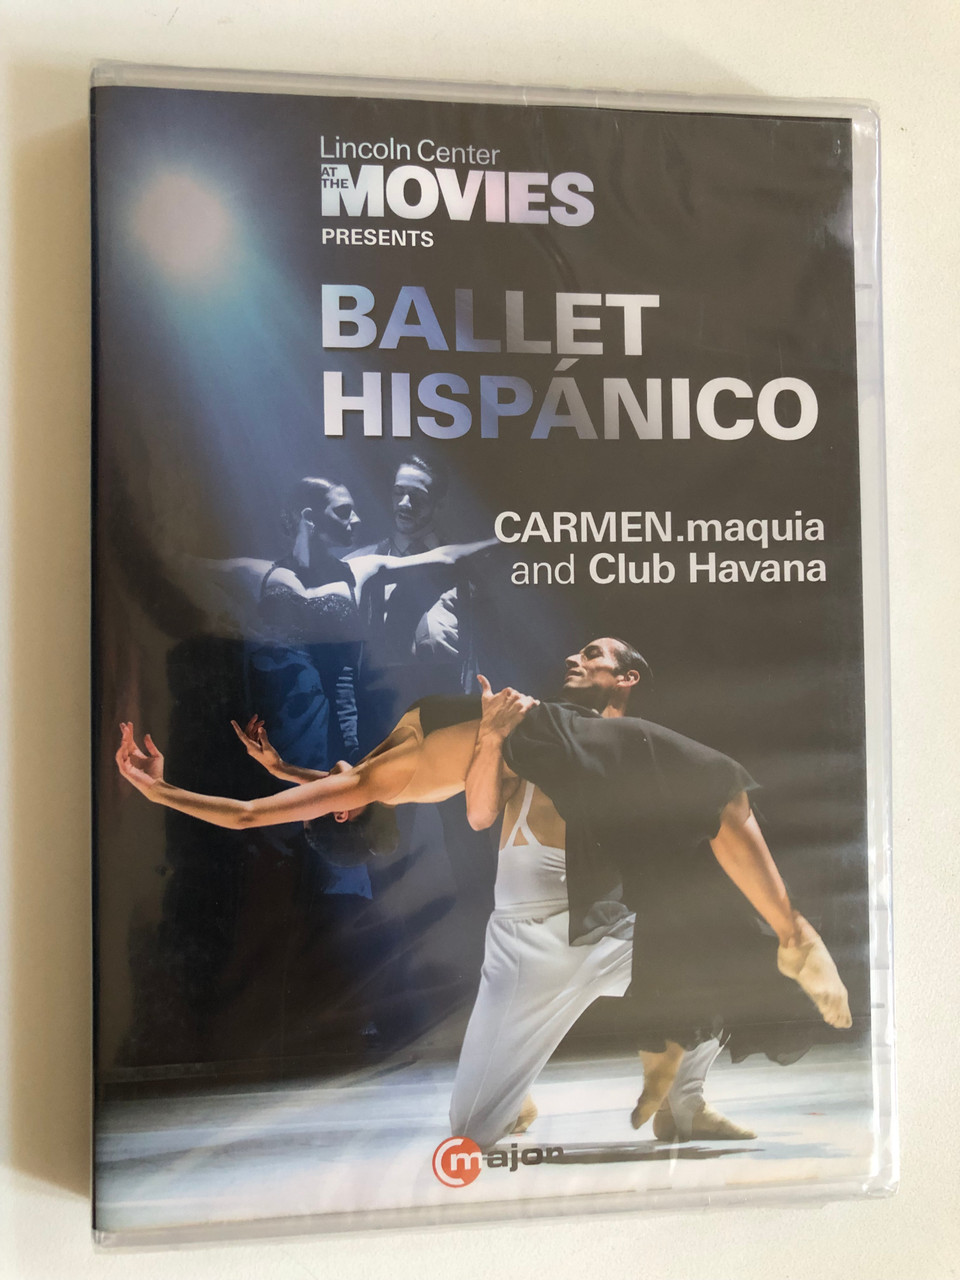 Lincoln Center
AT THE MOVIES
PRESENTS
BALLET
HISPÁNICO
CARMEN.maquia
and Club Havana
C major